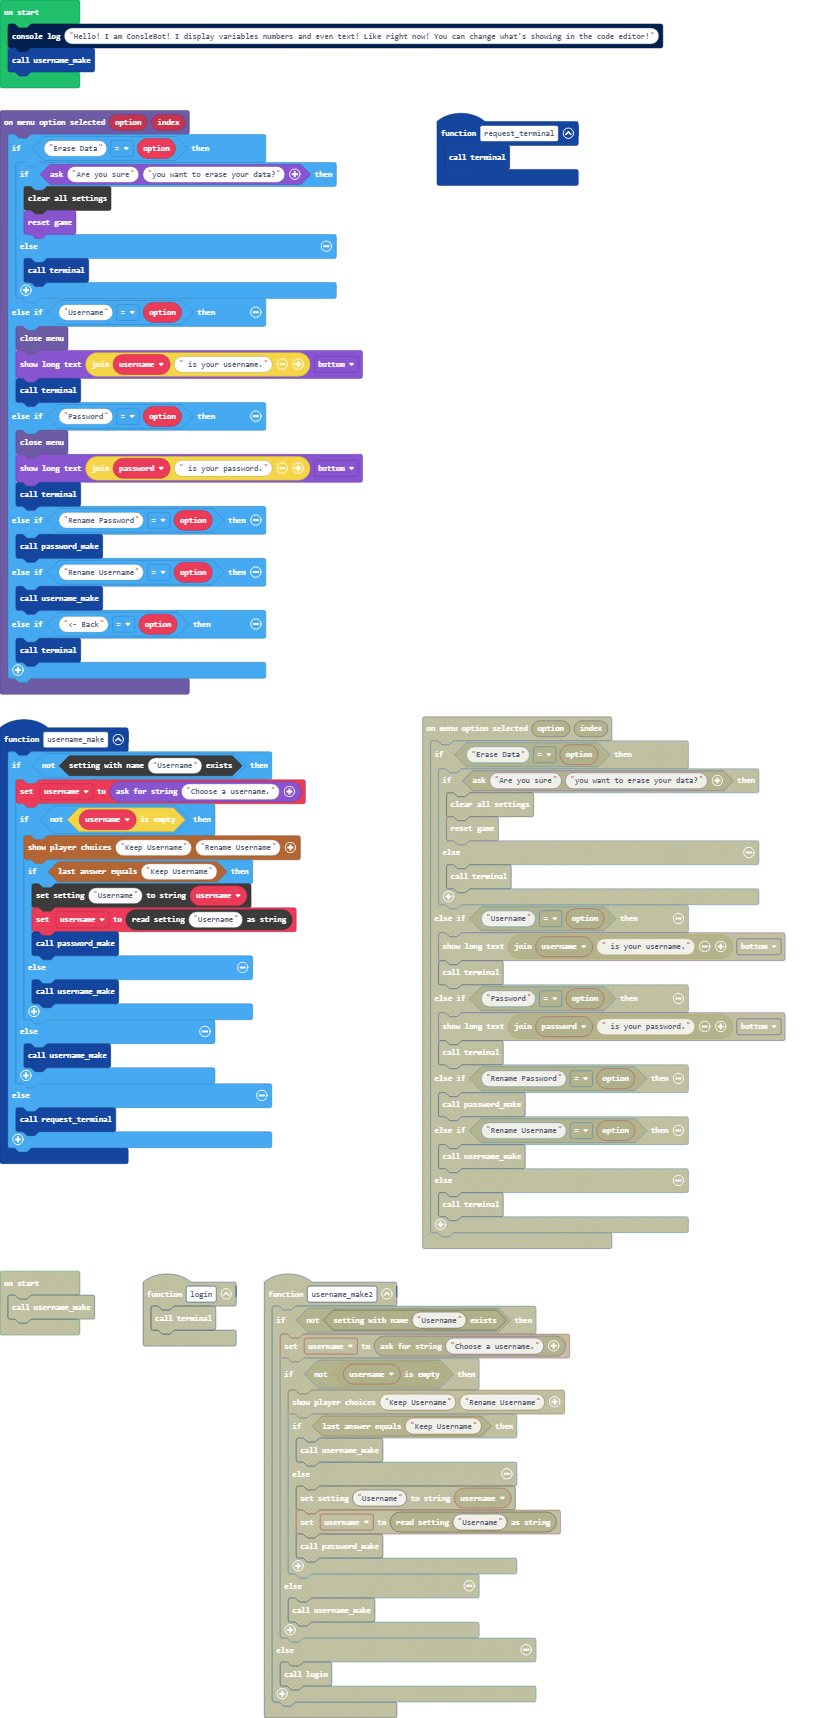 on start
console log "Hello! I am ConsleBot! I display variables numbers and even text! Like right now! You can change what's showing in the code editor!"
call username_make
on menu option selected option index
if "Erase Data" = option then
if ask "Are you sure" "you want to erase your data?" then
clear all settings
reset game
else
call terminal
else if "Username" = option then
close menu
show long text join username " is your username." bottom
call terminal
else if "Password" = option then
close menu
show long text join password " is your password." bottom
call terminal
else if "Rename Password" = option then
call password_make
else if "Rename Username" = option then
call username_make
else if "<- Back" = option then
call terminal
function request_terminal
call terminal
function username_make
if not setting with name "Username" exists then
set username to ask for string "Choose a username."
if not username is empty then
show player choices "Keep Username" "Rename Username"
if last answer equals "Keep Username" then
set setting "Username" to string username
set username to read setting "Username" as string
call password_make
else
call username_make
else
call username_make
else
call request_terminal
on menu option selected option index
if "Erase Data" = option then
if ask "Are you sure" "you want to erase your data?" then
clear all settings
reset game
else
call terminal
else if "Username" = option then
show long text join username " is your username." bottom
call terminal
else if "Password" = option then
show long text join password " is your password." bottom
call terminal
else if "Rename Password" = option then
call password_make
else if "Rename Username" = option then
call username_make
else
call terminal
on start
call username_make
function login
call terminal
function username_make2
if not setting with name "Username" exists then
set username to ask for string "Choose a username."
if not username is empty then
show player choices "Keep Username" "Rename Username"
if last answer equals "Keep Username" then
call username_make
else
set setting "Username" to string username
set username to read setting "Username" as string
call password_make
else
call username_make
else
call login